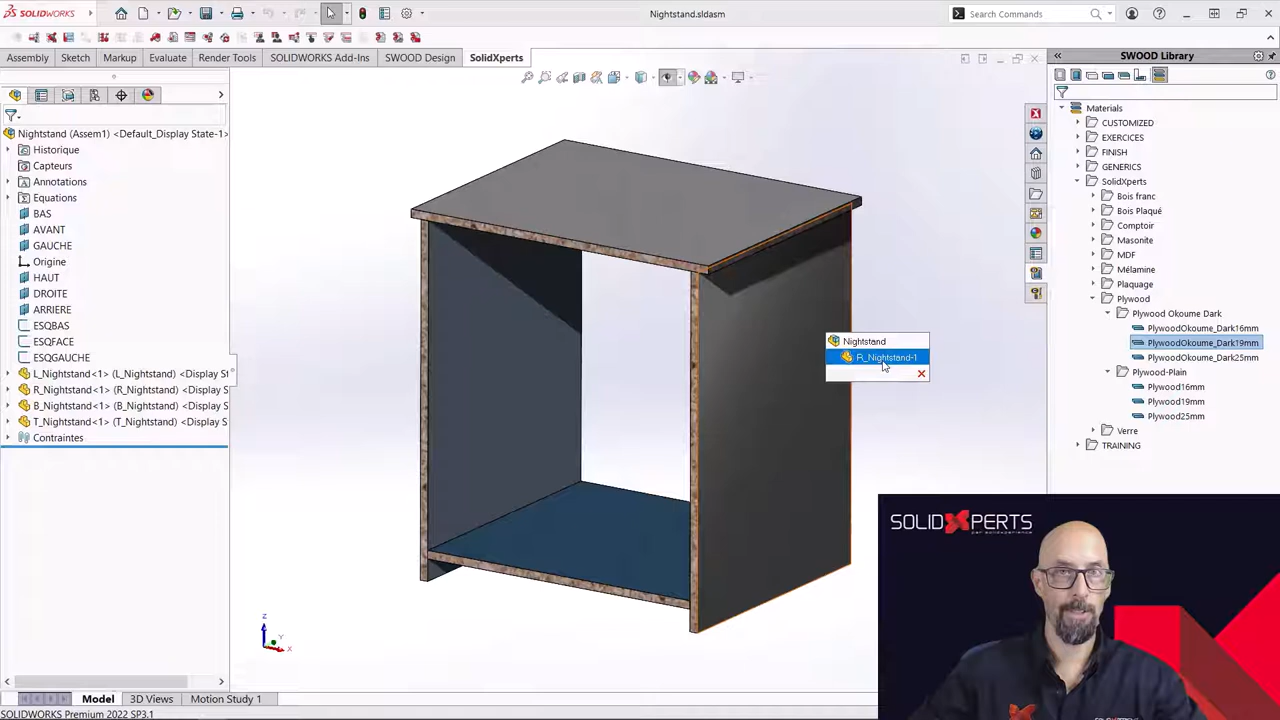 SOLIDWORKS
Nightstand.sldasm
Search Commands
Assembly
Sketch
Markup
Evaluate
Render Tools
SOLIDWORKS Add-Ins
SWOOD Design
SolidXperts
SWOOD Library
Nightstand (Assem1) <Default_Display State-1>
Historique
Capteurs
Annotations
Equations
BAS
AVANT
GAUCHE
Origine
HAUT
DROITE
ARRIERE
ESQBAS
ESQFACE
ESQGAUCHE
L_Nightstand<1> (L_Nightstand) <Display S
R_Nightstand<1> (R_Nightstand) <Display S
B_Nightstand<1> (B_Nightstand) <Display S
T_Nightstand<1> (T_Nightstand) <Display S
Contraintes
Nightstand
R_Nightstand-1
Z
Y
X
Materials
CUSTOMIZED
EXERCICES
FINISH
GENERICS
SolidXperts
Bois franc
Bois Plaqué
Comptoir
Masonite
MDF
Mélamine
Plaquage
Plywood
Plywood Okoume Dark
PlywoodOkoume_Dark16mm
PlywoodOkoume_Dark19mm
PlywoodOkoume_Dark25mm
Plywood-Plain
Plywood16mm
Plywood19mm
Plywood25mm
Verre
TRAINING
SOLIDXPERTS
par solidxperience
Model
3D Views
Motion Study 1
SOLIDWORKS Premium 2022 SP3.1